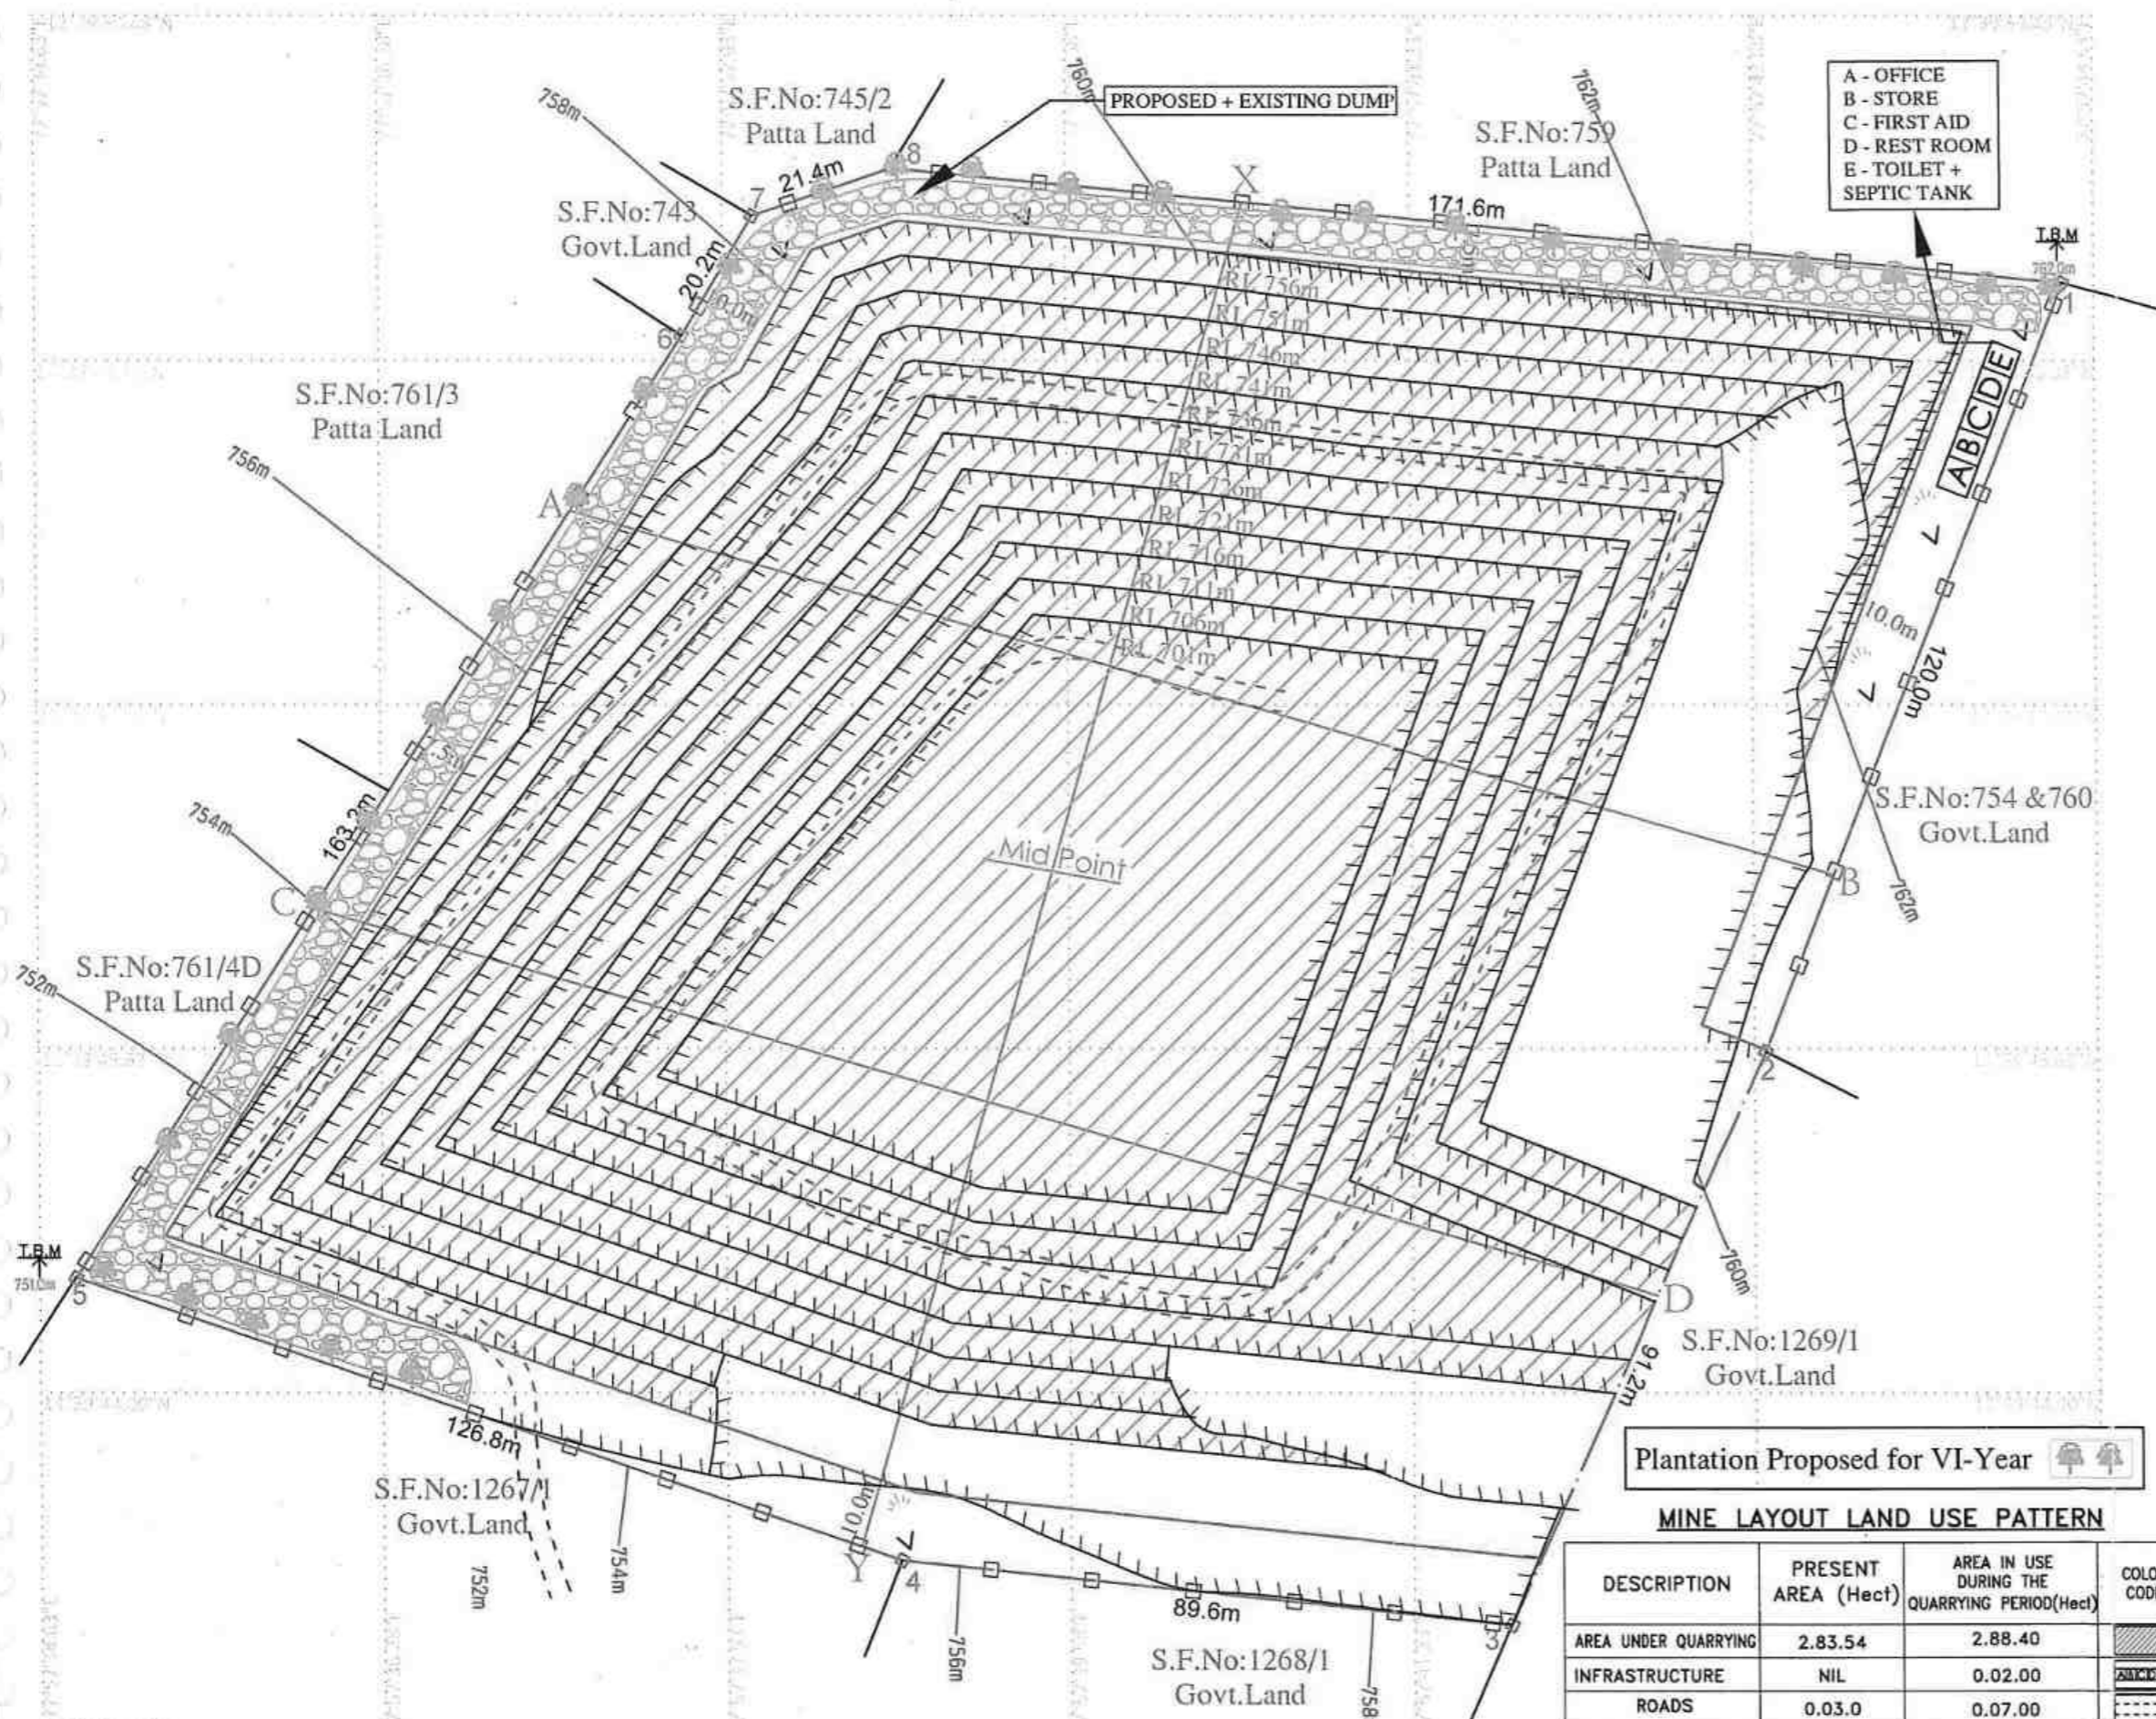 S.F.No:745/2
Patta Land
PROPOSED + EXISTING DUMP
758m
760m
762m
S.F.No:759
Patta Land
A - OFFICE
B - STORE
C - FIRST AID
D - REST ROOM
E - TOILET +
SEPTIC TANK
T.B.M
762.0m
1
8
7
21.4m
X
171.6m
S.F.No:743
Govt.Land
20.2m
6
RL 756m
RL 751m
RL 746m
RL 741m
RL 736m
RL 731m
RL 726m
RL 721m
RL 716m
RL 711m
RL 706m
RL 701m
A B C D E
S.F.No:761/3
Patta Land
756m
A
10.0m
120.0m
Mid Point
S.F.No:754 &760
Govt.Land
B
762m
754m
163.2m
C
S.F.No:761/4D
Patta Land
752m
2
T.B.M
751.0m
5
760m
D
S.F.No:1269/1
Govt.Land
91.2m
126.8m
S.F.No:1267/1
Govt.Land
752m
754m
10.0m
Y
4
756m
89.6m
3
S.F.No:1268/1
Govt.Land
758
Plantation Proposed for VI-Year
MINE LAYOUT LAND USE PATTERN
DESCRIPTION
PRESENT
AREA (Hect)
AREA IN USE
DURING THE
QUARRYING PERIOD(Hect)
COLO
CODE
AREA UNDER QUARRYING 2.83.54 2.88.40
INFRASTRUCTURE NIL 0.02.00
ROADS 0.03.0 0.07.00